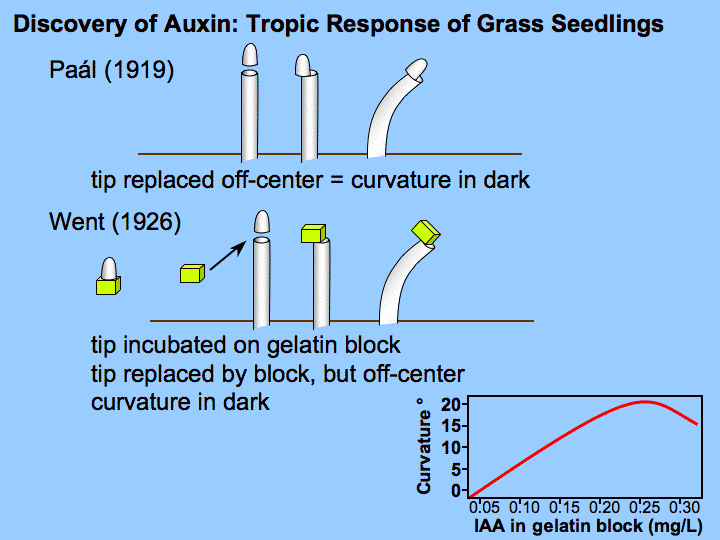 Discovery of Auxin: Tropic Response of Grass Seedlings
Paál (1919)
tip replaced off-center = curvature in dark
Went (1926)
tip incubated on gelatin block
tip replaced by block, but off-center
curvature in dark
Curvature °
20
15
10
5
0
0.05 0.10 0.15 0.20 0.25 0.30
IAA in gelatin block (mg/L)